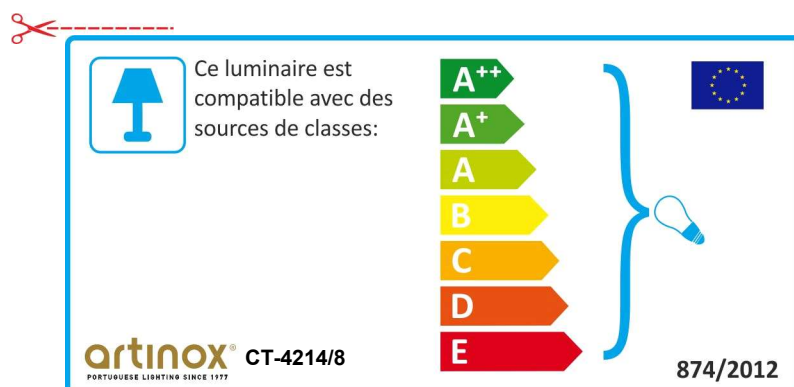 Ce luminaire est
compatible avec des
sources de classes:
A++
A+
A
B
C
D
E
artinox® CT-4214/8
PORTUGUESE LIGHTING SINCE 1977
874/2012